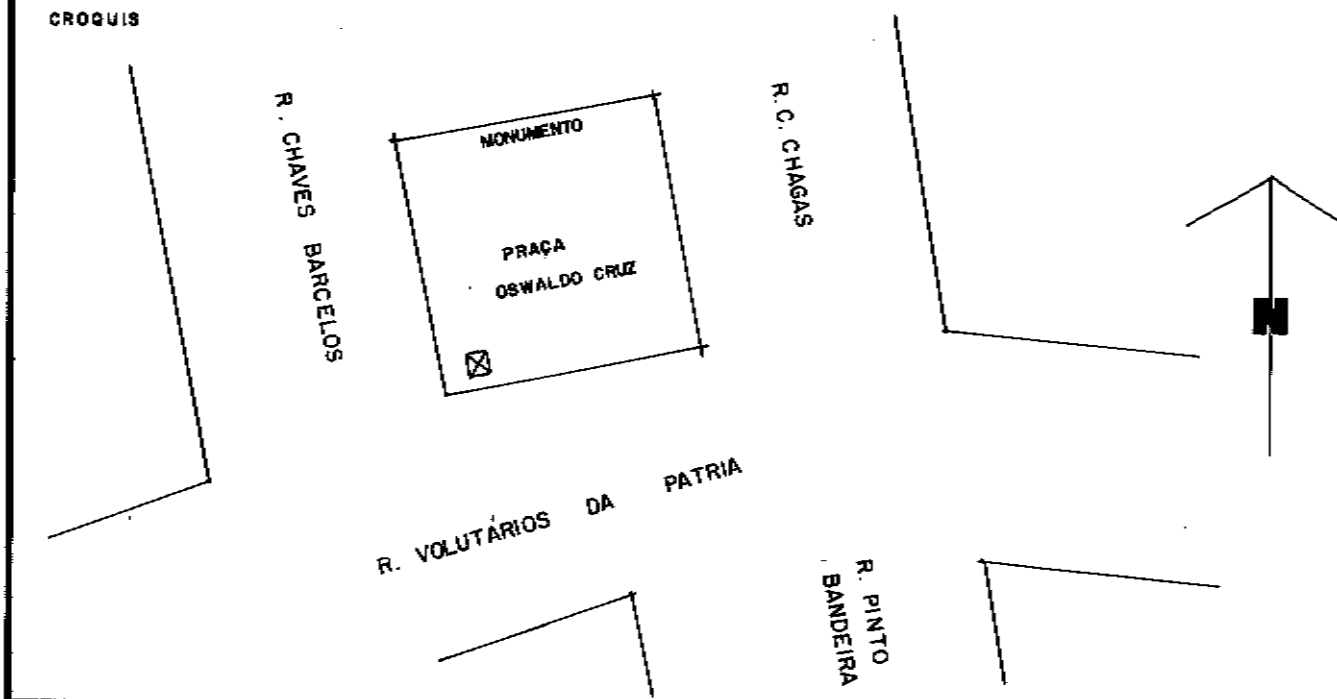 CROQUIS
R. CHAVES BARCELOS
MONUMENTO
R. C. CHAGAS
PRAÇA
OSWALDO CRUZ
N
R. VOLUTÁRIOS DA PATRIA
R. PINTO
BANDEIRA